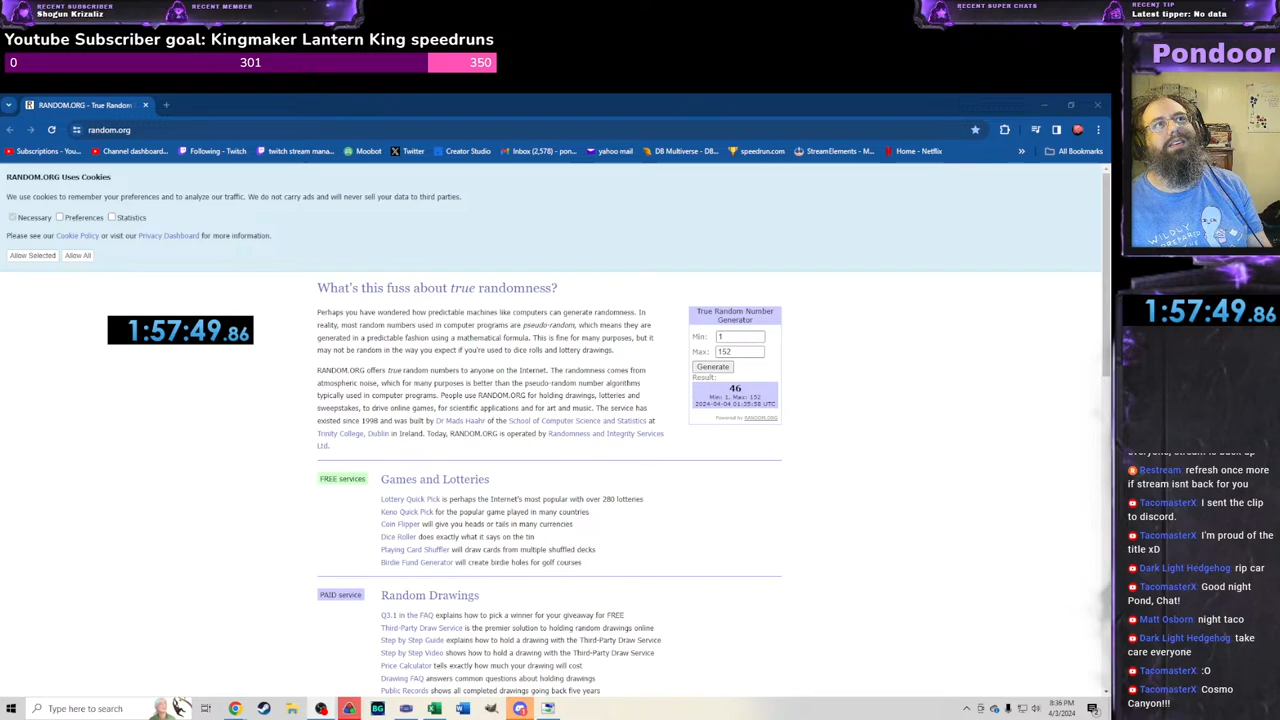 RECENT SUBSCRIBER
Shogun Krizaliz
RECENT MEMBER
RECENT SUPER CHATS
RECENT TIP
Latest tipper: No data
Youtube Subscriber goal: Kingmaker Lantern King speedruns
0 301 350
Pondoor
RANDOM.ORG - True Random
random.org
Subscriptions - You...
Channel dashboard...
Following - Twitch
twitch stream mana...
Moobot
Twitter
Creator Studio
Inbox (2,578) - pon...
yahoo mail
DB Multiverse - DB...
speedrun.com
StreamElements - M...
Home - Netflix
All Bookmarks
RANDOM.ORG Uses Cookies
We use cookies to remember your preferences and to analyze our traffic. We do not carry ads and will never sell your data to third parties.
Necessary Preferences Statistics
Please see our Cookie Policy or visit our Privacy Dashboard for more information.
Allow Selected Allow All
WILDLY
PREPARED
1:57:49.86
1:57:49.86
What's this fuss about true randomness?
Perhaps you have wondered how predictable machines like computers can generate randomness. In
reality, most random numbers used in computer programs are pseudo-random, which means they are
generated in a predictable fashion using a mathematical formula. This is fine for many purposes, but it
may not be random in the way you expect if you're used to dice rolls and lottery drawings.
RANDOM.ORG offers true random numbers to anyone on the Internet. The randomness comes from
atmospheric noise, which for many purposes is better than the pseudo-random number algorithms
typically used in computer programs. People use RANDOM.ORG for holding drawings, lotteries and
sweepstakes, to drive online games, for scientific applications and for art and music. The service has
existed since 1998 and was built by Dr Mads Haahr of the School of Computer Science and Statistics at
Trinity College, Dublin in Ireland. Today, RANDOM.ORG is operated by Randomness and Integrity Services
Ltd.
True Random Number
Generator
Min: 1
Max: 152
Generate
Result:
46
Min: 1, Max: 152
2024-04-04 01:35:58 UTC
Powered by RANDOM.ORG
FREE services
Games and Lotteries
Lottery Quick Pick is perhaps the Internet's most popular with over 280 lotteries
Keno Quick Pick for the popular game played in many countries
Coin Flipper will give you heads or tails in many currencies
Dice Roller does exactly what it says on the tin
Playing Card Shuffler will draw cards from multiple shuffled decks
Birdie Fund Generator will create birdie holes for golf courses
PAID service
Random Drawings
Q3.1 in the FAQ explains how to pick a winner for your giveaway for FREE
Third-Party Draw Service is the premier solution to holding random drawings online
Step by Step Guide explains how to hold a drawing with the Third-Party Draw Service
Step by Step Video shows how to hold a drawing with the Third-Party Draw Service
Price Calculator tells exactly how much your drawing will cost
Drawing FAQ answers common questions about holding drawings
Public Records shows all completed drawings going back five years
everyone, stream is back up
Restream: refresh once more
if stream isnt back for you
TacomasterX: I sent the clip
to discord.
TacomasterX: I'm proud of the
title xD
Dark Light Hedgehog: rip car
TacomasterX: Good night
Pond, Chat!
Matt Osborn: night taco
Dark Light Hedgehog: take
care everyone
TacomasterX: :O
TacomasterX: Cosmo
Canyon!!!
Type here to search
8:36 PM
4/3/2024